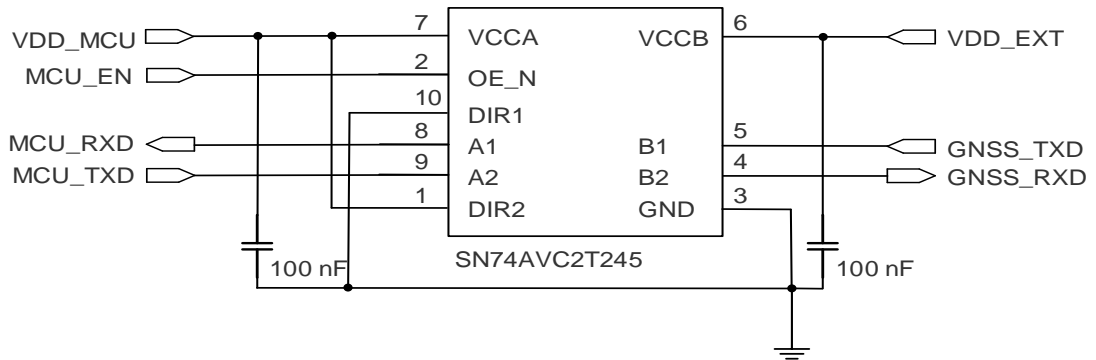 7 6
VDD_MCU VCCA VCCB VDD_EXT
2
MCU_EN OE_N
10
DIR1
8 5
MCU_RXD A1 B1 GNSS_TXD
9 4
MCU_TXD A2 B2 GNSS_RXD
1 3
DIR2 GND
SN74AVC2T245
100 nF 100 nF